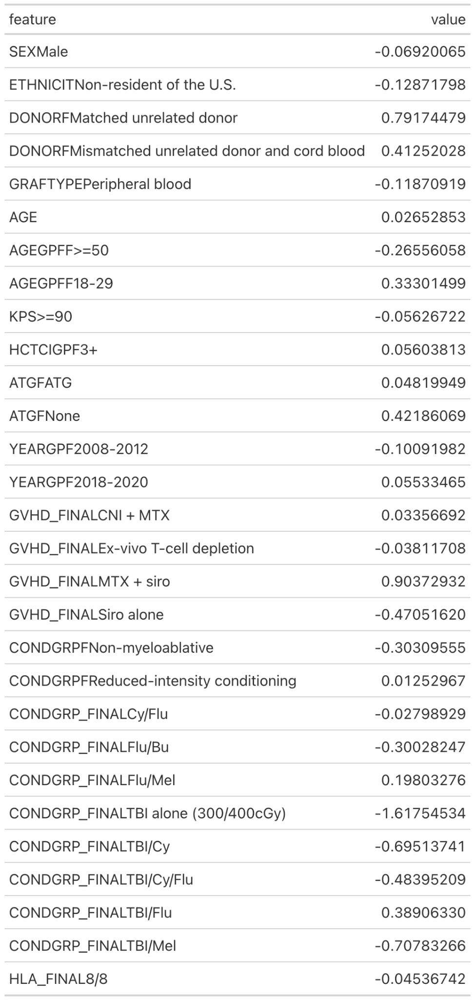 feature value
SEXMale -0.06920065
ETHNICITNon-resident of the U.S. -0.12871798
DONORFMatched unrelated donor 0.79174479
DONORFMismatched unrelated donor and cord blood 0.41252028
GRAFTYPEPeripheral blood -0.11870919
AGE 0.02652853
AGEGPFF>=50 -0.26556058
AGEGPFF18-29 0.33301499
KPS>=90 -0.05626722
HCTCIGPF3+ 0.05603813
ATGFATG 0.04819949
ATGFNone 0.42186069
YEARGPF2008-2012 -0.10091982
YEARGPF2018-2020 0.05533465
GVHD_FINALCNI + MTX 0.03356692
GVHD_FINALEx-vivo T-cell depletion -0.03811708
GVHD_FINALMTX + siro 0.90372932
GVHD_FINALSiro alone -0.47051620
CONDGRPFNon-myeloablative -0.30309555
CONDGRPFReduced-intensity conditioning 0.01252967
CONDGRP_FINALCy/Flu -0.02798929
CONDGRP_FINALFlu/Bu -0.30028247
CONDGRP_FINALFlu/Mel 0.19803276
CONDGRP_FINALTBI alone (300/400cGy) -1.61754534
CONDGRP_FINALTBI/Cy -0.69513741
CONDGRP_FINALTBI/Cy/Flu -0.48395209
CONDGRP_FINALTBI/Flu 0.38906330
CONDGRP_FINALTBI/Mel -0.70783266
HLA_FINAL8/8 -0.04536742